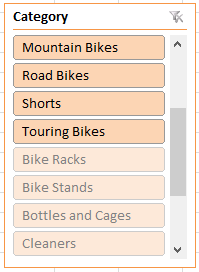 Category
Mountain Bikes
Road Bikes
Shorts
Touring Bikes
Bike Racks
Bike Stands
Bottles and Cages
Cleaners